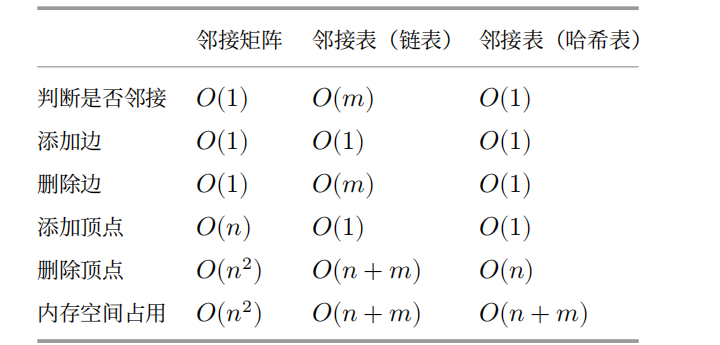 邻接矩阵 邻接表（链表） 邻接表（哈希表）
判断是否邻接 O(1) O(m) O(1)
添加边 O(1) O(1) O(1)
删除边 O(1) O(m) O(1)
添加顶点 O(n) O(1) O(1)
删除顶点 O(n²) O(n + m) O(n)
内存空间占用 O(n²) O(n + m) O(n + m)